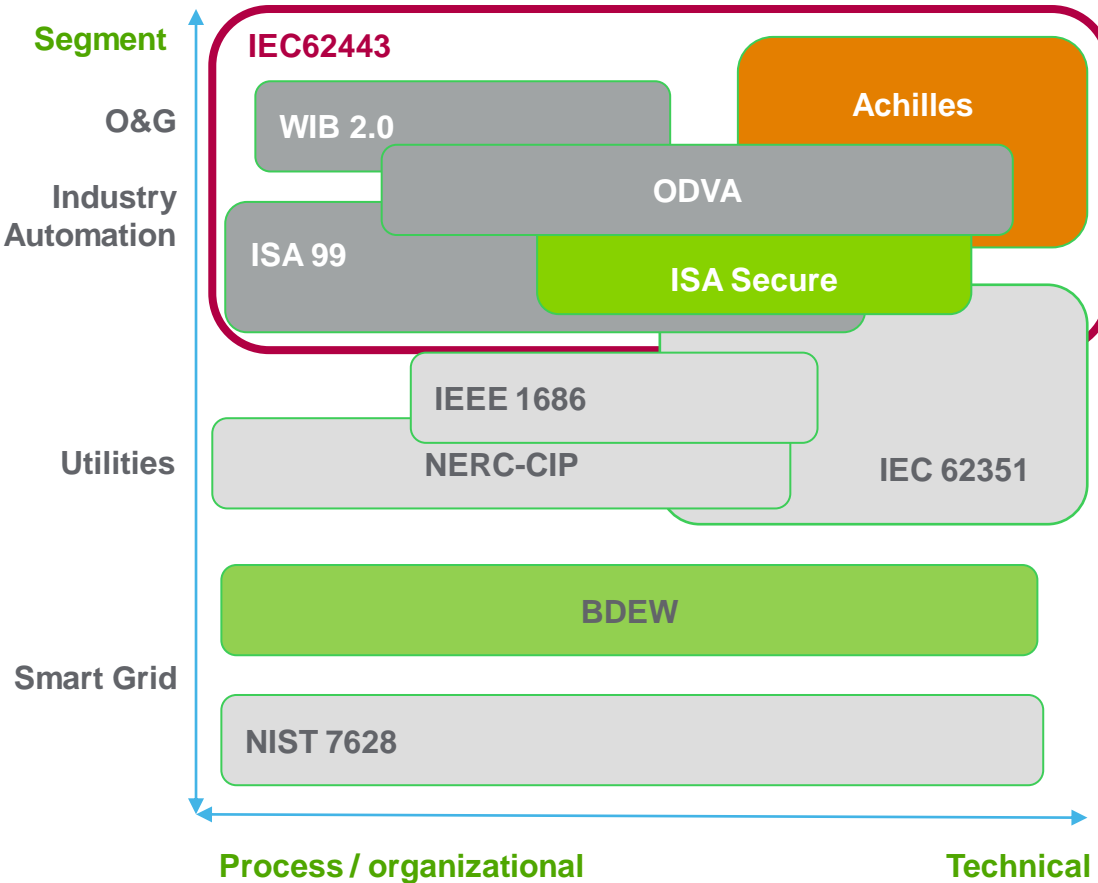 Segment
IEC62443
O&G
WIB 2.0
Achilles
Industry
Automation
ODVA
ISA 99
ISA Secure
IEEE 1686
Utilities
NERC-CIP
IEC 62351
BDEW
Smart Grid
NIST 7628
Process / organizational
Technical